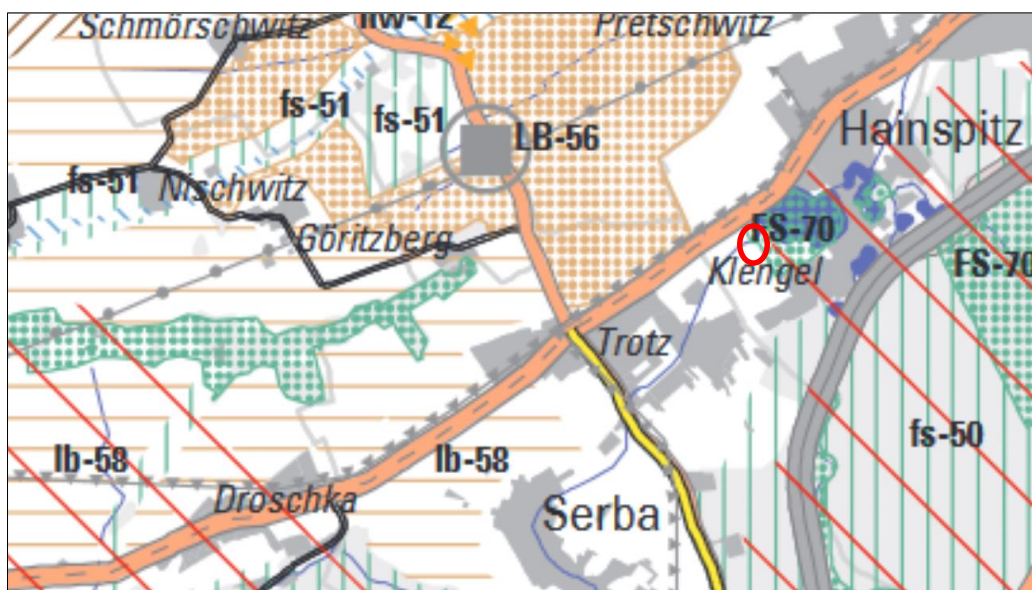 Schmörschwitz
Pretschwitz
fs-51
fs-51
LB-56
Hainspitz
fs-51
Nischwitz
Göritzberg
FS-70
Klengel
FS-70
Trotz
fs-50
lb-58
lb-58
Droschka
Serba